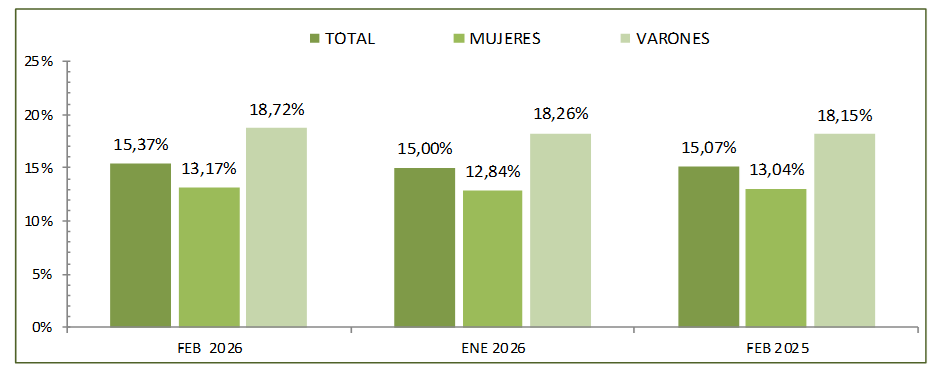 TOTAL MUJERES VARONES
25%
20%
15%
10%
5%
0%
15,37% 13,17% 18,72%
15,00% 12,84% 18,26%
15,07% 13,04% 18,15%
FEB 2026 ENE 2026 FEB 2025